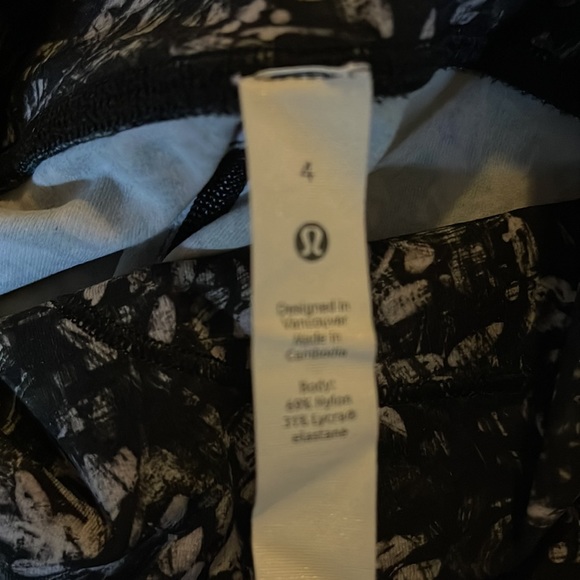 4
Designed in
Vancouver
Made in
Cambodia
Body:
69% Nylon
31% Lycra®
elastane